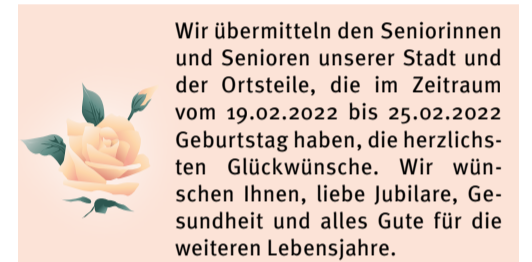 Wir übermitteln den Seniorinnen
und Senioren unserer Stadt und
der Ortsteile, die im Zeitraum
vom 19.02.2022 bis 25.02.2022
Geburtstag haben, die herzlichs-
ten Glückwünsche. Wir wün-
schen Ihnen, liebe Jubilare, Ge-
sundheit und alles Gute für die
weiteren Lebensjahre.